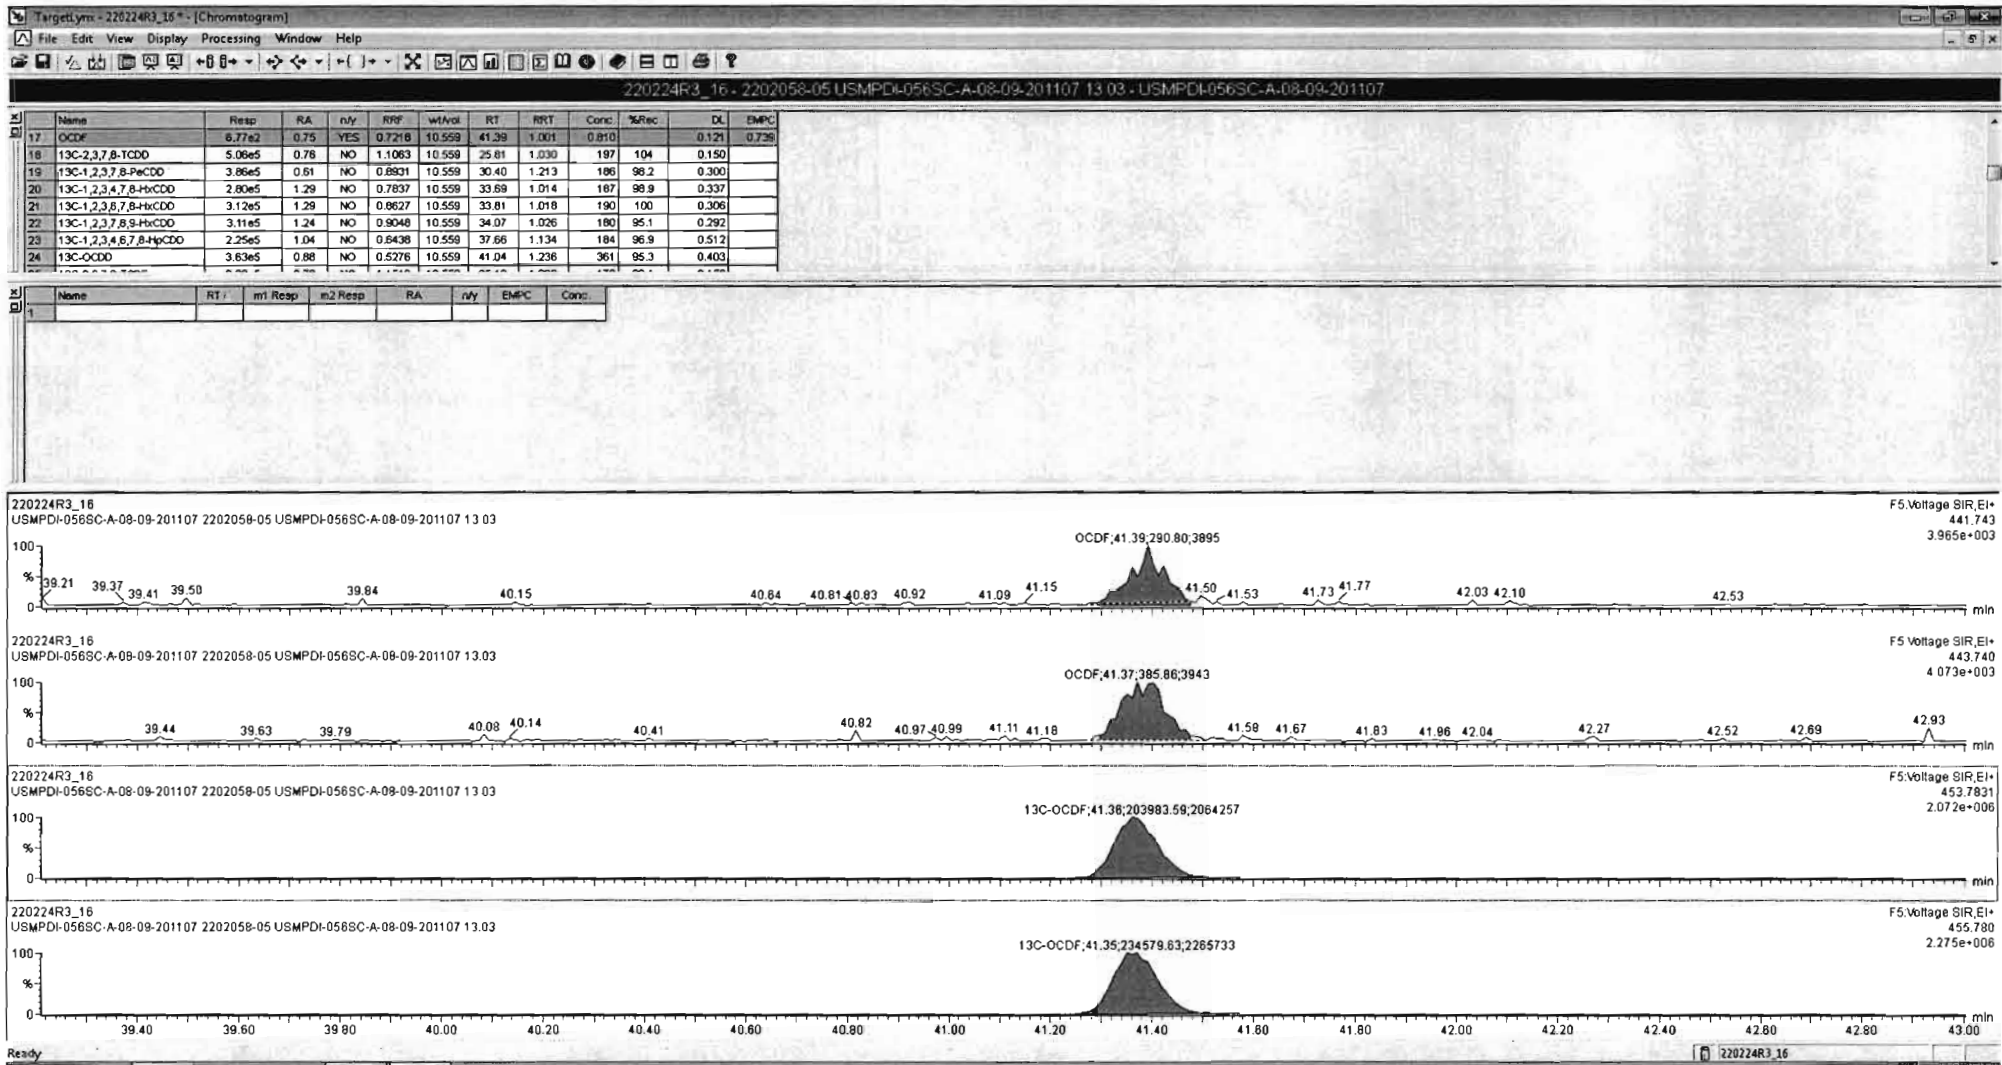 TargetLynx - 220224R3_16 * - [Chromatogram]
File Edit View Display Processing Window Help
220224R3_16 - 2202058-05 USMPDI-056SC-A-08-09-201107 13.03 - USMPDI-056SC-A-08-09-201107
Name Resp RA n/y RRF wt/vol RT RRT Conc %Rec DL EMPC
17 OCDF 6.77e2 0.75 YES 0.7218 10.559 41.39 1.001 0.810 0.121 0.739
18 13C-2,3,7,8-TCDD 5.06e5 0.76 NO 1.1063 10.559 25.81 1.030 197 104 0.150
19 13C-1,2,3,7,8-PeCDD 3.86e5 0.61 NO 0.8931 10.559 30.40 1.213 186 98.2 0.300
20 13C-1,2,3,4,7,8-HxCDD 2.80e5 1.29 NO 0.7837 10.559 33.69 1.014 187 98.9 0.337
21 13C-1,2,3,6,7,8-HxCDD 3.12e5 1.29 NO 0.8627 10.559 33.81 1.018 190 100 0.306
22 13C-1,2,3,7,8,9-HxCDD 3.11e5 1.24 NO 0.9048 10.559 34.07 1.026 180 95.1 0.292
23 13C-1,2,3,4,6,7,8-HpCDD 2.25e5 1.04 NO 0.6438 10.559 37.66 1.134 184 96.9 0.512
24 13C-OCDD 3.63e5 0.88 NO 0.5276 10.559 41.04 1.236 361 95.3 0.403
Name RT / m1 Resp m2 Resp RA n/y EMPC Conc.
1
220224R3_16 F5:Voltage SIR,EI+
USMPDI-056SC-A-08-09-201107 2202058-05 USMPDI-056SC-A-08-09-201107 13 03 441.743
3.965e+003
OCDF;41.39;290.80;3895
100
%
0
39.21 39.37 39.41 39.50 39.84 40.15 40.64 40.81 40.83 40.92 41.09 41.15 41.50 41.53 41.73 41.77 42.03 42.10 42.53
min
220224R3_16 F5 Voltage SIR,EI+
USMPDI-056SC-A-08-09-201107 2202058-05 USMPDI-056SC-A-08-09-201107 13.03 443.740
4 073e+003
OCDF;41.37;385.86;3943
100
%
0
39.44 39.63 39.79 40.08 40.14 40.41 40.82 40.97 40.99 41.11 41.18 41.58 41.67 41.83 41.96 42.04 42.27 42.52 42.69 42.93
min
220224R3_16 F5:Voltage SIR,EI+
USMPDI-056SC-A-08-09-201107 2202058-05 USMPDI-056SC-A-08-09-201107 13 03 453.7831
2.072e+006
13C-OCDF;41.36;203983.59;2064257
100
%
0
min
220224R3_16 F5:Voltage SIR,EI+
USMPDI-056SC-A-08-09-201107 2202058-05 USMPDI-056SC-A-08-09-201107 13.03 455.780
2.275e+006
13C-OCDF;41.35;234579.63;2265733
100
%
0
min
39.40 39.60 39 80 40.00 40.20 40.40 40.60 40.80 41.00 41.20 41.40 41.60 41.80 42.00 42.20 42.40 42.60 42.80 43.00
Ready
220224R3_16